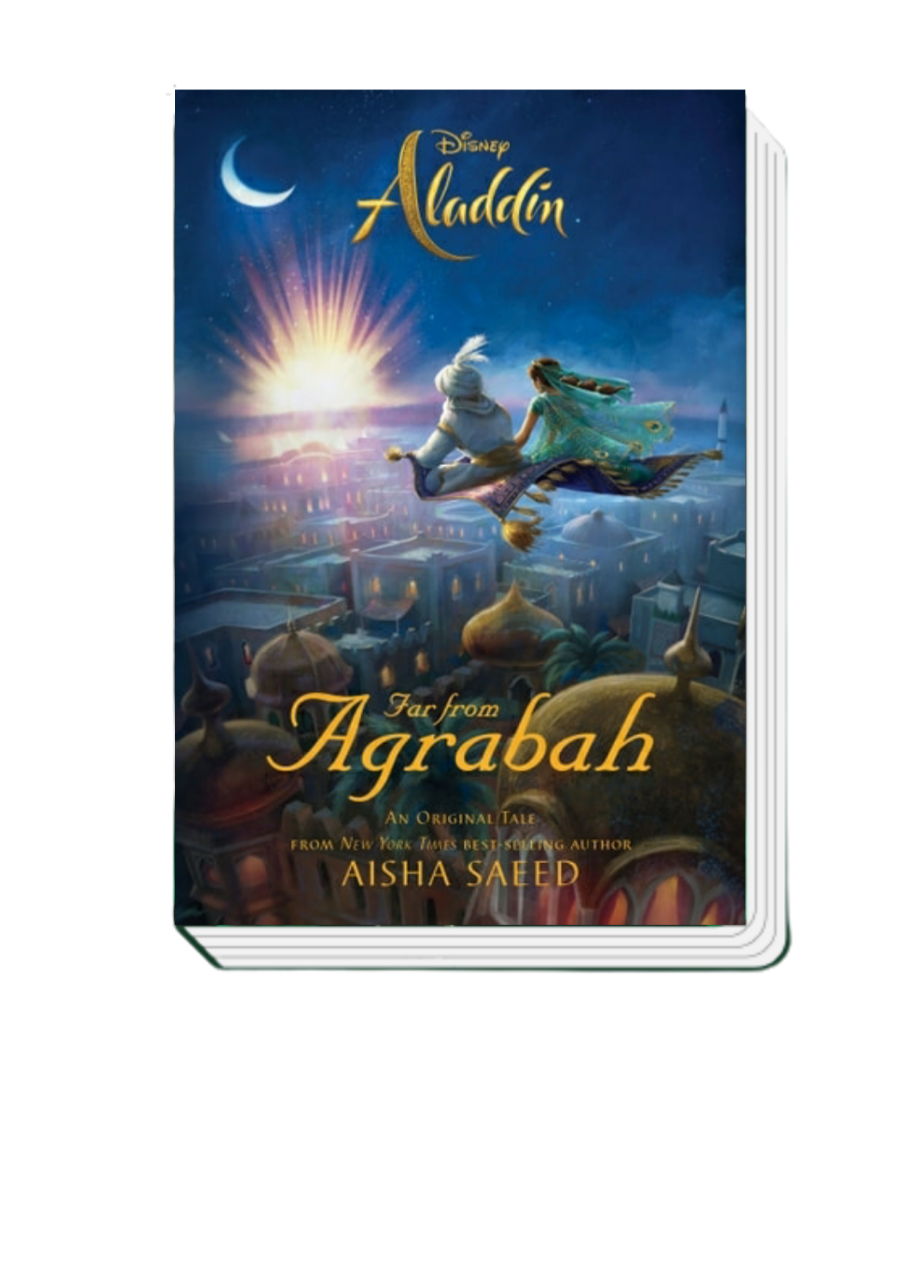 Disney
Aladdin
Far from
Agrabah
An Original Tale
from New York Times best-selling author
Aisha Saeed